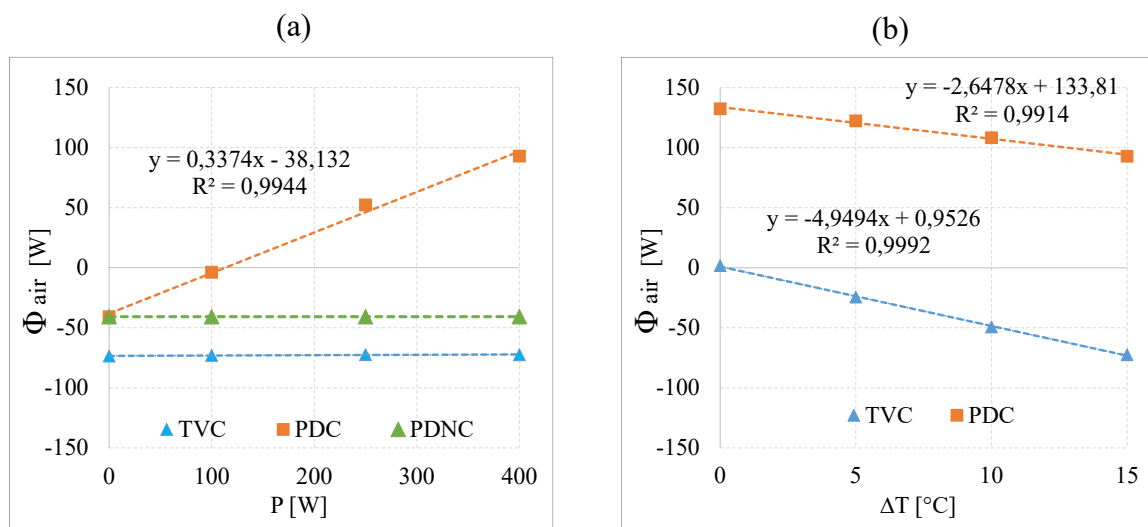 (a)
150
100
50
0
-50
-100
-150
Φ air [W]
y = 0,3374x - 38,132
R² = 0,9944
TVC PDC PDNC
0 100 200 300 400
P [W]
(b)
150
100
50
0
-50
-100
-150
Φ air [W]
y = -2,6478x + 133,81
R² = 0,9914
y = -4,9494x + 0,9526
R² = 0,9992
TVC PDC
0 5 10 15
ΔT [°C]